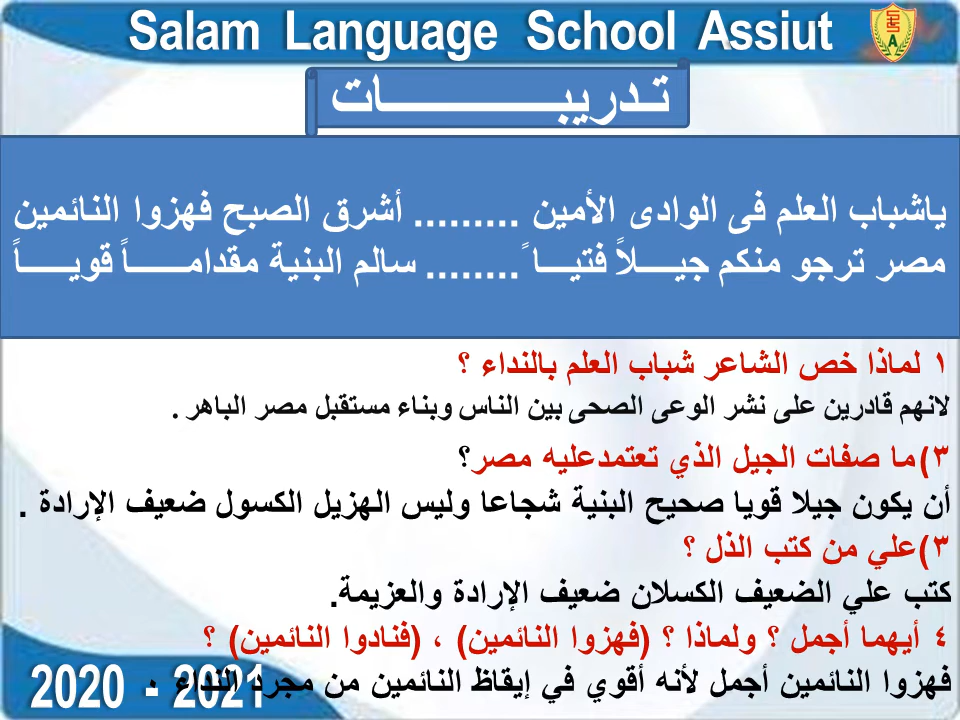 Salam Language School Assiut
تـدريبـــــــــــــــات
ياشباب العلم فى الوادى الأمين ......... أشرق الصبح فهزوا النائمين
مصر ترجو منكم جيــــلاً فتيـــا ً........ سالم البنية مقدامــــــاً قويـــــاً
١ لماذا خص الشاعر شباب العلم بالنداء ؟
لانهم قادرين على نشر الوعى الصحى بين الناس وبناء مستقبل مصر الباهر .
٣)ما صفات الجيل الذي تعتمدعليه مصر؟
أن يكون جيلا قويا صحيح البنية شجاعا وليس الهزيل الكسول ضعيف الإرادة .
٣)علي من كتب الذل ؟
كتب علي الضعيف الكسلان ضعيف الإرادة والعزيمة.
٤ أيهما أجمل ؟ ولماذا ؟ (فهزوا النائمين) ، (فنادوا النائمين) ؟
فهزوا النائمين أجمل لأنه أقوي في إيقاظ النائمين من مجرد النداء ٠
2020 - 2021